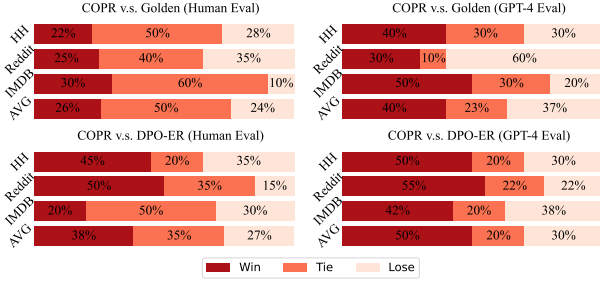 COPR v.s. Golden (Human Eval)
HH 22% 50% 28%
Reddit 25% 40% 35%
IMDB 30% 60% 10%
AVG 26% 50% 24%
COPR v.s. Golden (GPT-4 Eval)
HH 40% 30% 30%
Reddit 30% 10% 60%
IMDB 50% 30% 20%
AVG 40% 23% 37%
COPR v.s. DPO-ER (Human Eval)
HH 45% 20% 35%
Reddit 50% 35% 15%
IMDB 20% 50% 30%
AVG 38% 35% 27%
COPR v.s. DPO-ER (GPT-4 Eval)
HH 50% 20% 30%
Reddit 55% 22% 22%
IMDB 42% 20% 38%
AVG 50% 20% 30%
Win Tie Lose